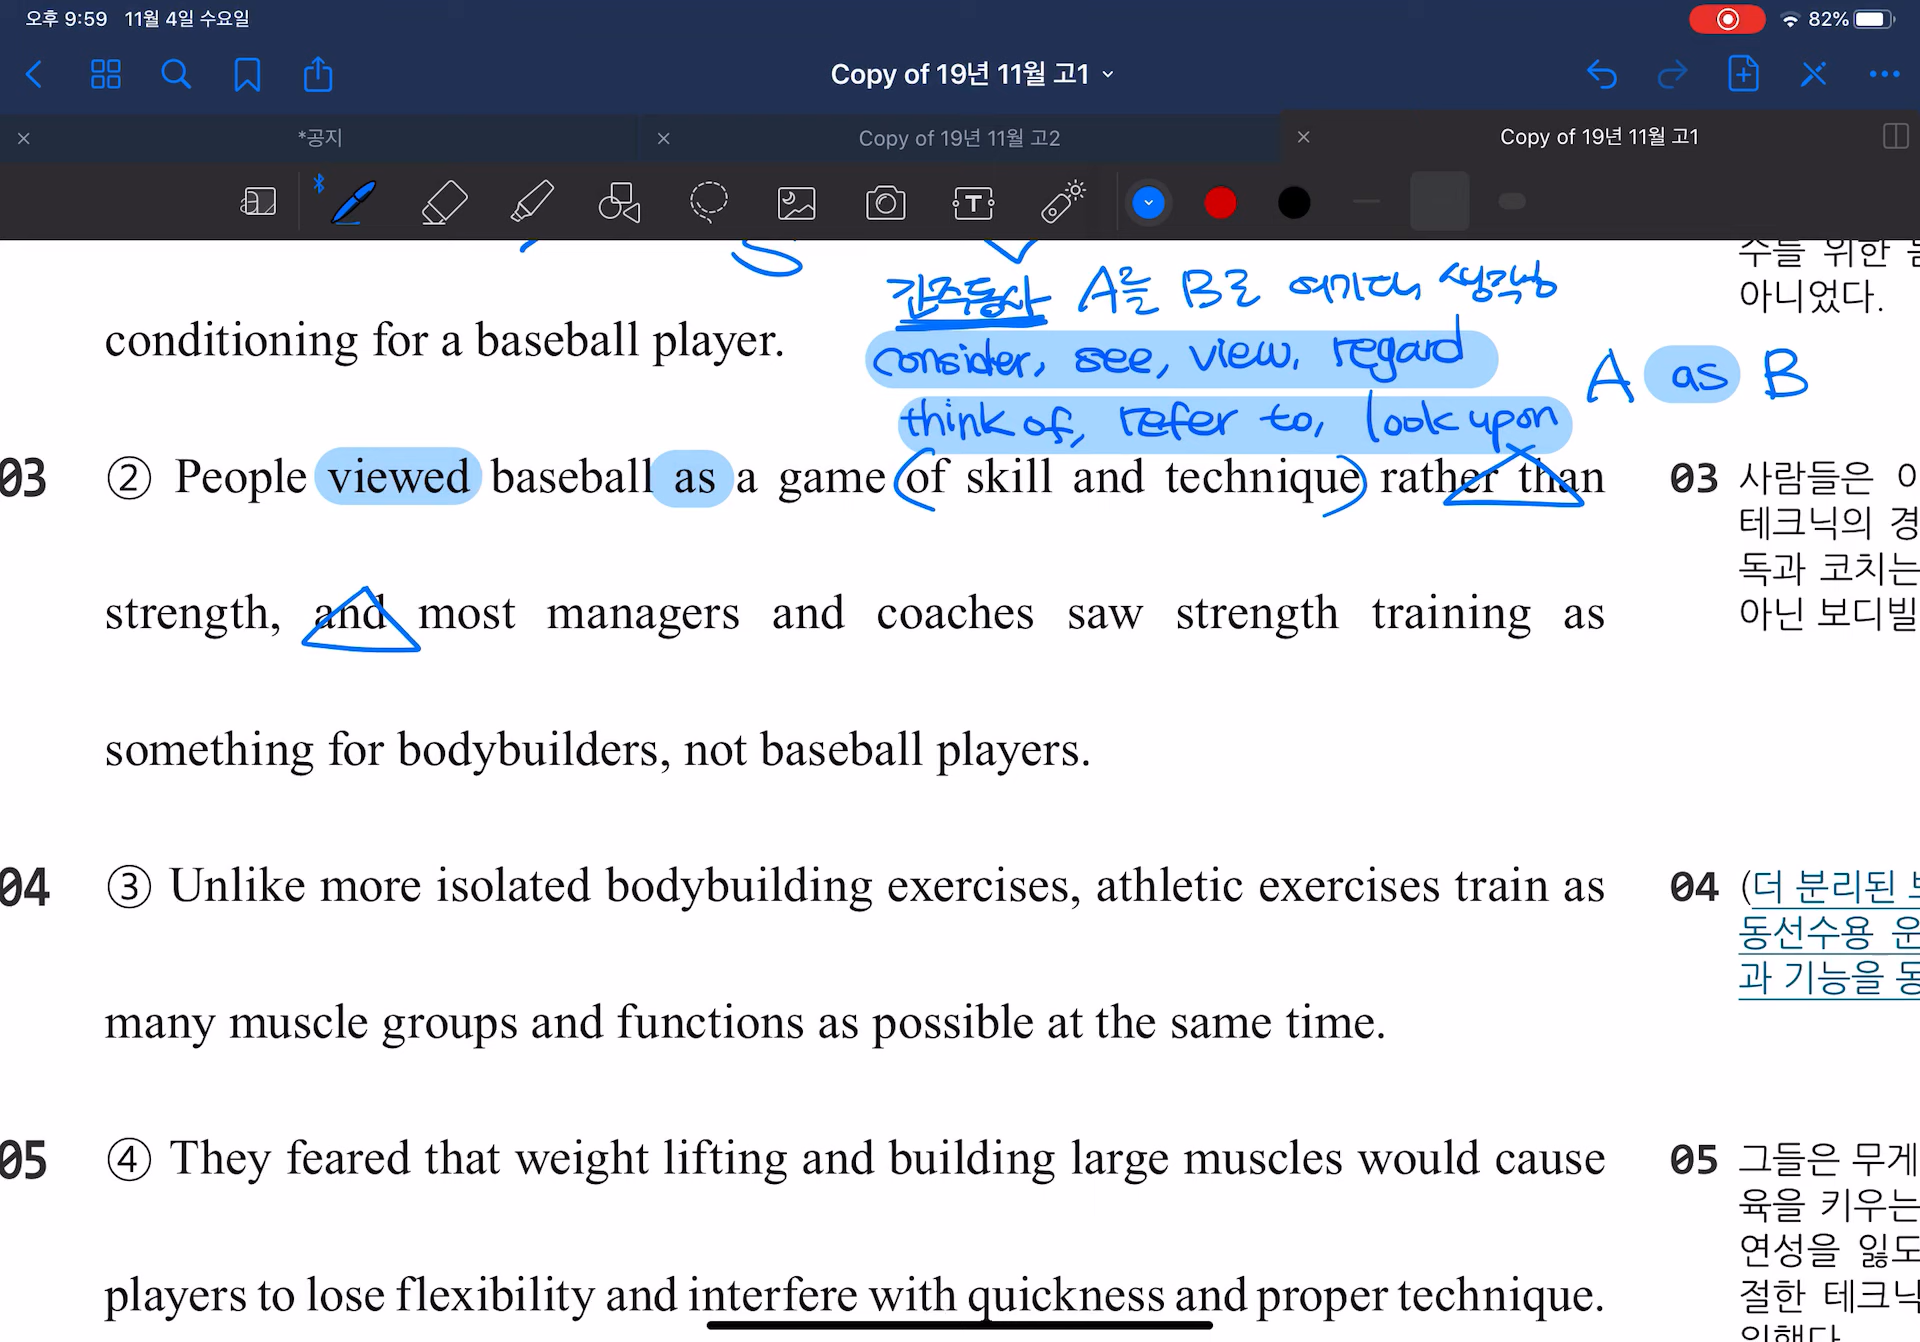 오후 9:59 11월 4일 수요일 82%
Copy of 19년 11월 고1
*공지 Copy of 19년 11월 고2 Copy of 19년 11월 고1
수를 위한
아니었다.
간주동사 A를 B로 여기다, 생각하
conditioning for a baseball player.
consider, see, view, regard
A as B
think of, refer to, look upon
03 ② People viewed baseball as a game (of skill and technique) rather than
strength, and most managers and coaches saw strength training as
something for bodybuilders, not baseball players.
03 사람들은 이
테크닉의 경
독과 코치는
아닌 보디빌
04 ③ Unlike more isolated bodybuilding exercises, athletic exercises train as
many muscle groups and functions as possible at the same time.
04 (더 분리된
동선수용 운
과 기능을 동
05 ④ They feared that weight lifting and building large muscles would cause
players to lose flexibility and interfere with quickness and proper technique.
05 그들은 무게
육을 키우는
연성을 잃도
절한 테크닉